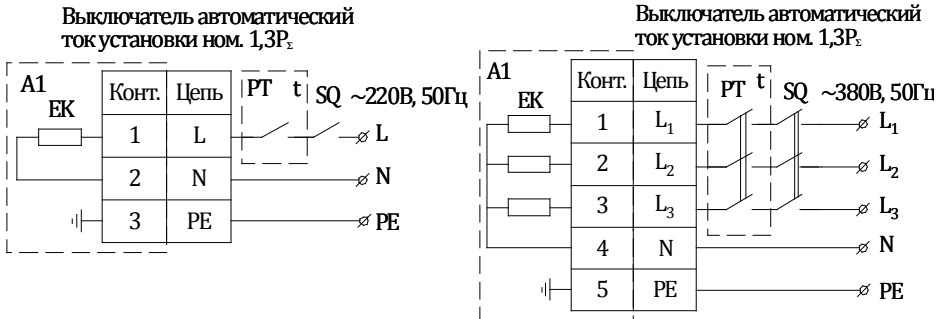 Выключатель автоматический
ток установки ном. 1,3PΣ
A1
EK
Конт. Цепь
PT t
SQ ~220В, 50Гц
1 L
L
2 N
N
3 PE
PE
Выключатель автоматический
ток установки ном. 1,3PΣ
A1
EK
Конт. Цепь
PT t
SQ ~380В, 50Гц
1 L1
L1
2 L2
L2
3 L3
L3
4 N
N
5 PE
PE